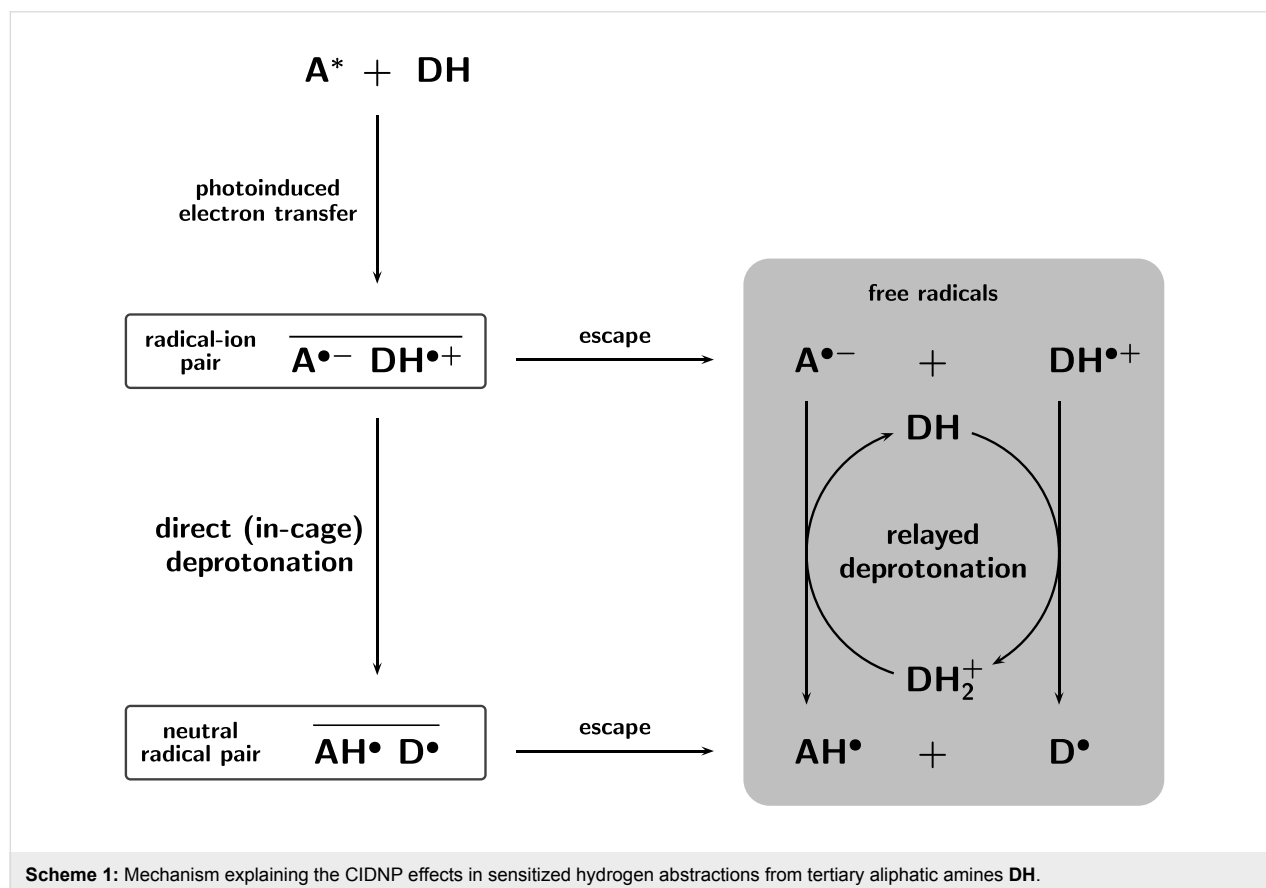 A* + DH
photoinduced
electron transfer
free radicals
radical-ion
pair
A•− DH•+
escape
A•− + DH•+
DH
direct (in-cage)
deprotonation
relayed
deprotonation
DH₂⁺
neutral
radical pair
AH• D•
escape
AH• + D•
Scheme 1: Mechanism explaining the CIDNP effects in sensitized hydrogen abstractions from tertiary aliphatic amines DH.